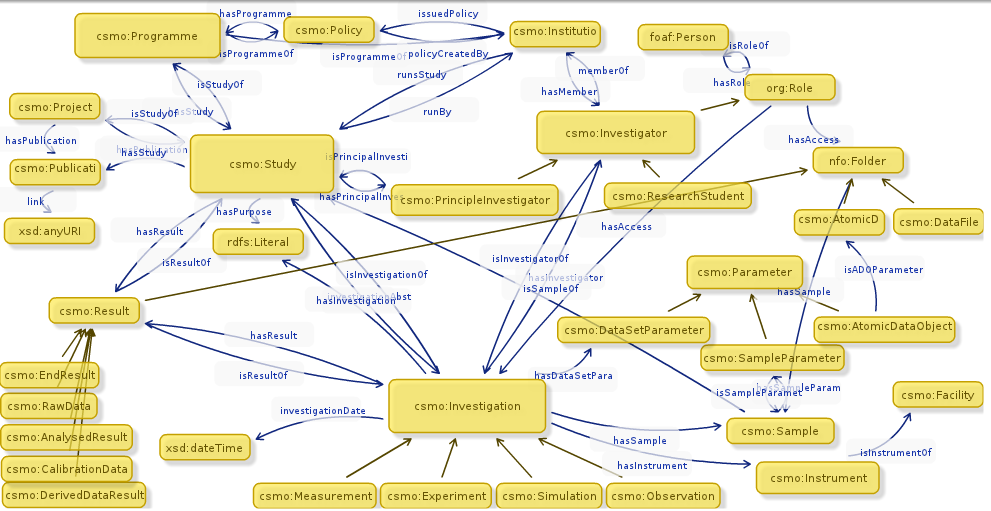 hasProgramme
issuedPolicy
csmo:Programme
csmo:Policy
csmo:Institutio
foaf:Person
isProgrammeOf
isProgrammeOf
policyCreatedBy
isRoleOf
runsStudy
memberOf
hasRole
isStudyOf
hasMember
org:Role
csmo:Project
isStudyOf
hasStudy
runBy
csmo:Investigator
hasAccess
hasPublication
hasPublication
hasStudy
isPrincipalInvesti
csmo:Study
nfo:Folder
csmo:Publicati
hasPrincipalInves
csmo:PrincipleInvestigator
csmo:ResearchStudent
link
hasPurpose
xsd:anyURI
hasResult
rdfs:Literal
hasAccess
csmo:AtomicD
csmo:DataFile
isResultOf
isInvestigationOf
isInvestigatorOf
csmo:Parameter
isADOParameter
hasInvestigator
isSampleOf
hasSample
hasInvestigation
csmo:Result
hasResult
csmo:DataSetParameter
csmo:AtomicDataObject
csmo:SampleParameter
isResultOf
hasDataSetPara
csmo:EndResult
hasSampleParam
isSampleParamet
csmo:RawData
investigationDate
csmo:Investigation
csmo:Facility
csmo:AnalysedResult
xsd:dateTime
hasSample
csmo:Sample
isInstrumentOf
csmo:CalibrationData
hasInstrument
csmo:Instrument
csmo:DerivedDataResult
csmo:Measurement
csmo:Experiment
csmo:Simulation
csmo:Observation